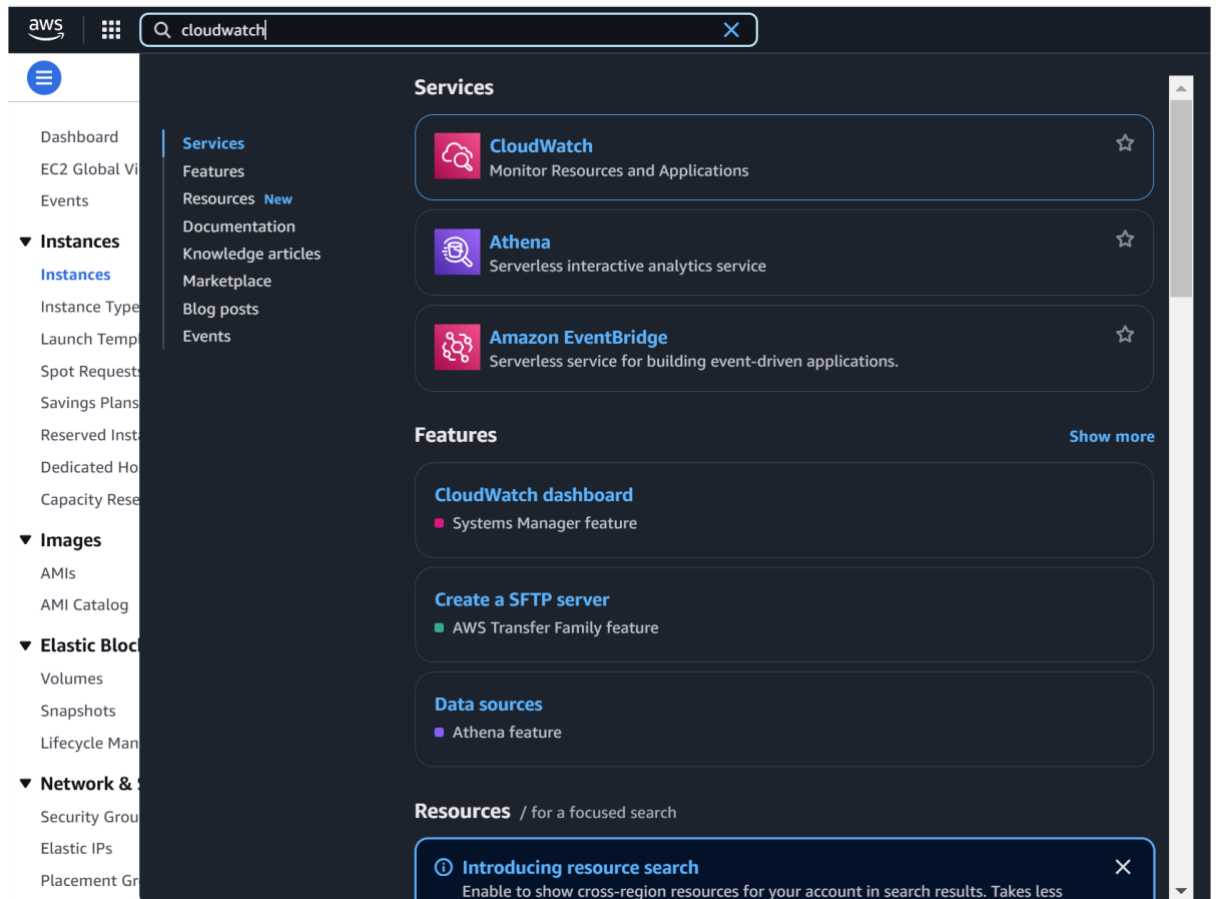 aws
cloudwatch
Dashboard
EC2 Global Vi
Events
Instances
Instances
Instance Type
Launch Templ
Spot Requests
Savings Plans
Reserved Insta
Dedicated Ho
Capacity Rese
Images
AMIs
AMI Catalog
Elastic Block
Volumes
Snapshots
Lifecycle Man
Network & S
Security Grou
Elastic IPs
Placement Gr
Services
Features
Resources New
Documentation
Knowledge articles
Marketplace
Blog posts
Events
Services
CloudWatch
Monitor Resources and Applications
Athena
Serverless interactive analytics service
Amazon EventBridge
Serverless service for building event-driven applications.
Features Show more
CloudWatch dashboard
Systems Manager feature
Create a SFTP server
AWS Transfer Family feature
Data sources
Athena feature
Resources / for a focused search
Introducing resource search
Enable to show cross-region resources for your account in search results. Takes less